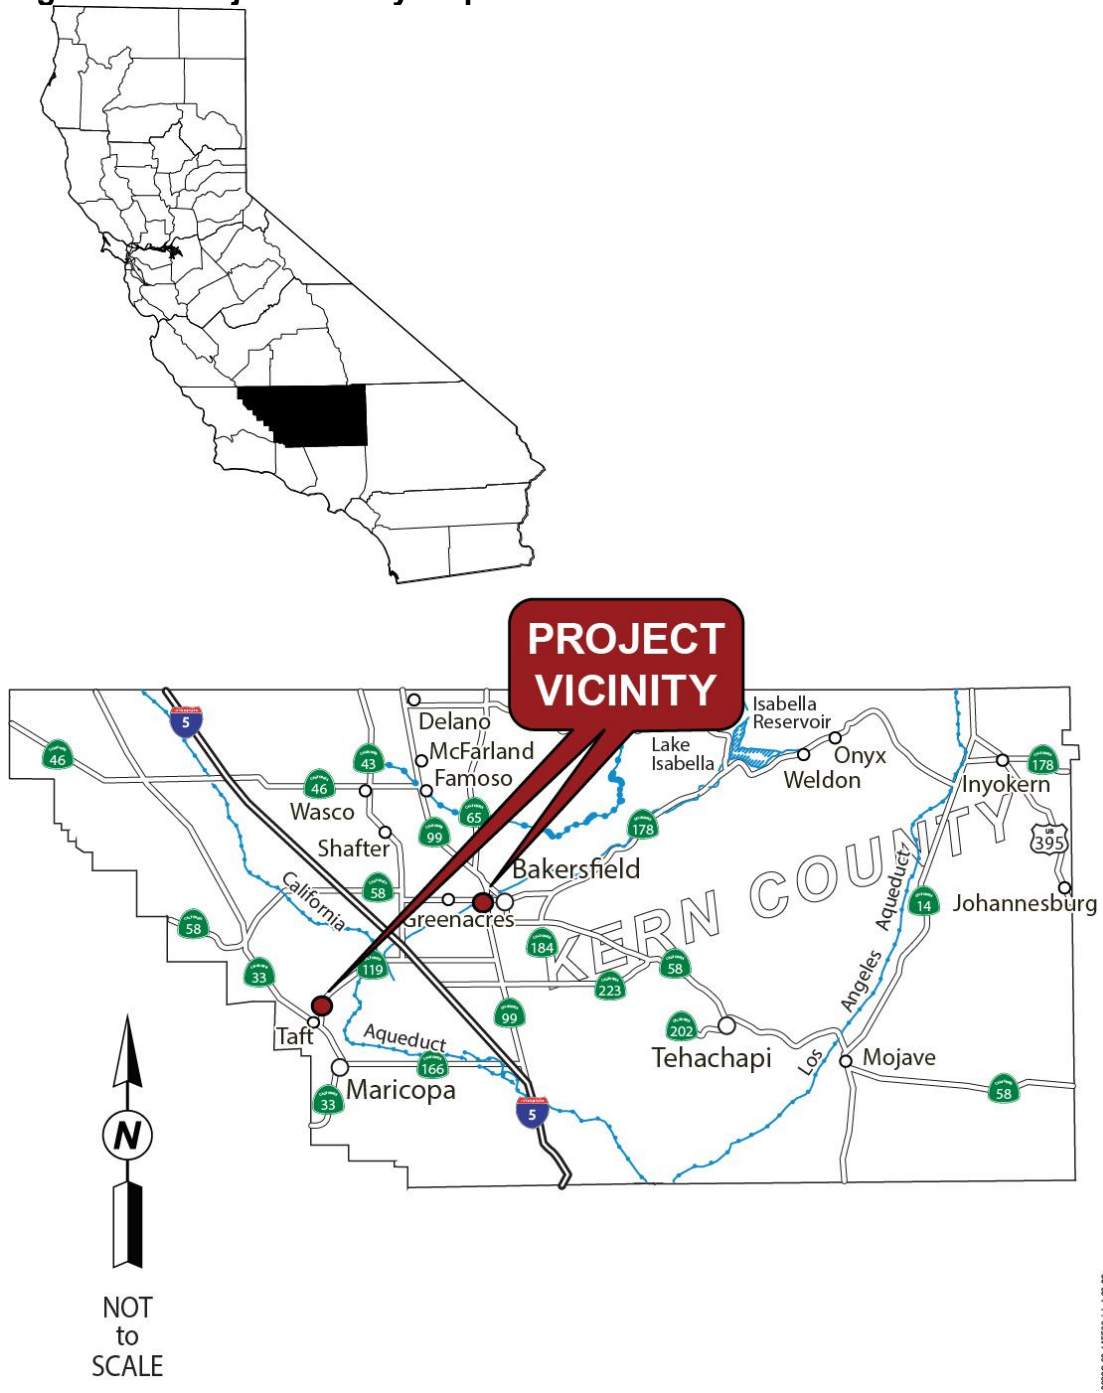 PROJECT
VICINITY
Isabella
Reservoir
5
Delano
Lake
Isabella
McFarland
Onyx
46
43
Famoso
Weldon
Inyokern
178
46
Wasco
65
99
178
US
395
Shafter
Bakersfield
KERN COUNTY
58
California
Greenacres
Aqueduct
14
Johannesburg
58
184
119
58
33
223
Angeles
99
Taft
Aqueduct
202
Tehachapi
Los
Mojave
166
Maricopa
33
58
5
N
NOT
to
SCALE